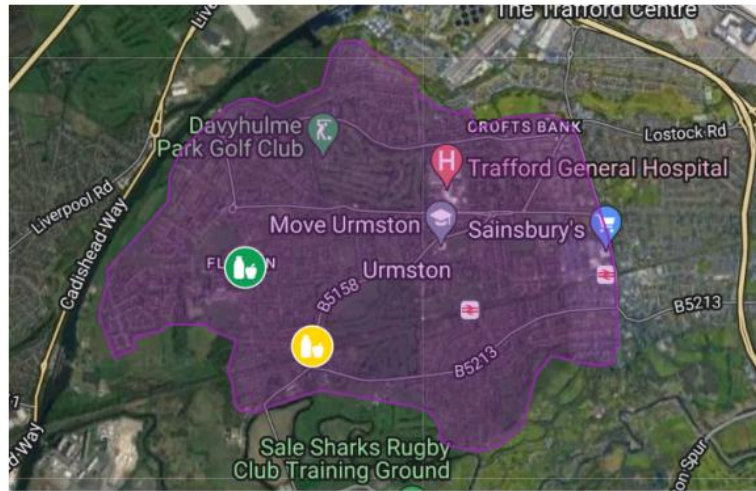 The Trafford Centre
Davyhulme
Park Golf Club
CROFTS BANK
Lostock Rd
Trafford General Hospital
Liverpool Rd
Move Urmston
Sainsbury's
Cadishead Way
Urmston
B5158
B5213
B5213
Sale Sharks Rugby
Club Training Ground